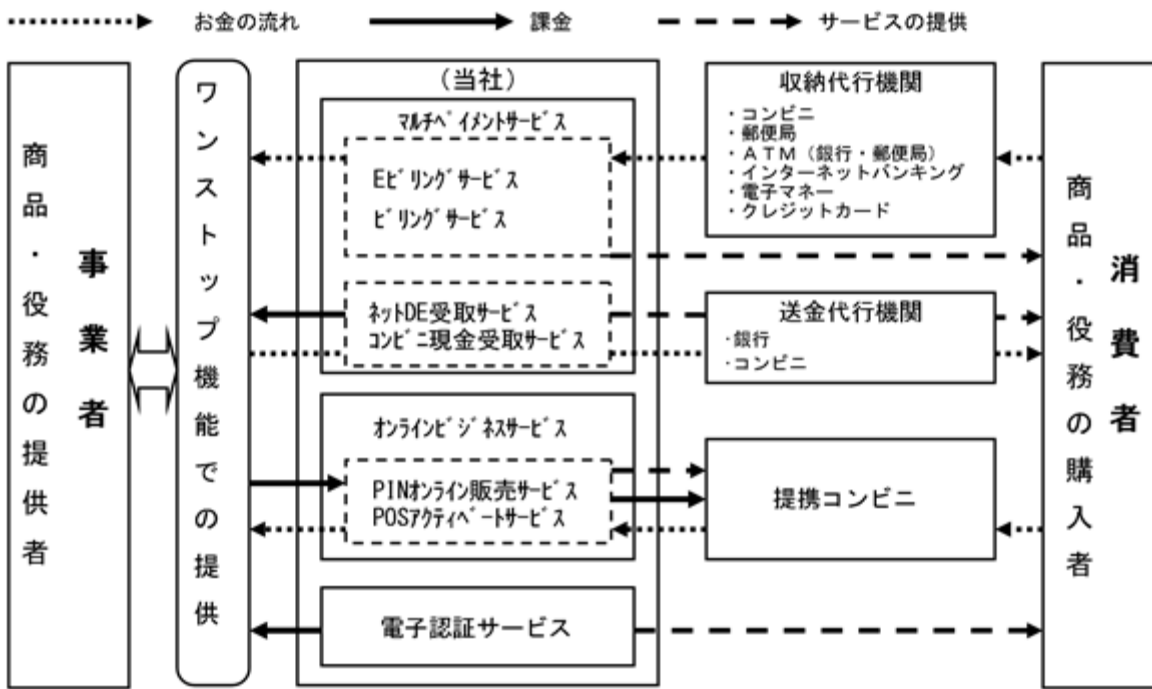 お金の流れ
課金
サービスの提供
商品・役務の提供者
事業者
ワンストップ機能での提供
(当社)
ﾏﾙﾁﾍﾟｲﾒﾝﾄｻｰﾋﾞｽ
Eﾋﾞﾘﾝｸﾞｻｰﾋﾞｽ
ﾋﾞﾘﾝｸﾞｻｰﾋﾞｽ
ﾈｯﾄDE受取ｻｰﾋﾞｽ
ｺﾝﾋﾞﾆ現金受取ｻｰﾋﾞｽ
ｵﾝﾗｲﾝﾋﾞｼﾞﾈｽｻｰﾋﾞｽ
PINｵﾝﾗｲﾝ販売ｻｰﾋﾞｽ
POSｱｸﾃｨﾍﾞｰﾄｻｰﾋﾞｽ
電子認証サービス
収納代行機関
・コンビニ
・郵便局
・ＡＴＭ（銀行・郵便局）
・インターネットバンキング
・電子マネー
・クレジットカード
送金代行機関
・銀行
・コンビニ
提携コンビニ
商品・役務の購入者
消費者